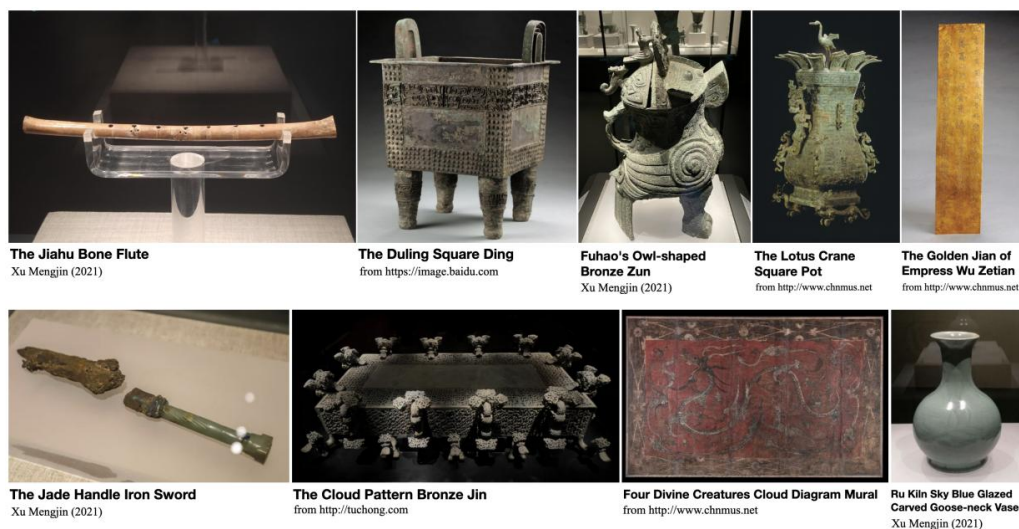 The Jiahu Bone Flute
Xu Mengjin (2021)
The Duling Square Ding
from https://image.baidu.com
Fuhao's Owl-shaped
Bronze Zun
Xu Mengjin (2021)
The Lotus Crane
Square Pot
from http://www.chnmus.net
The Golden Jian of
Empress Wu Zetian
from http://www.chnmus.net
The Jade Handle Iron Sword
Xu Mengjin (2021)
The Cloud Pattern Bronze Jin
from http://tuchong.com
Four Divine Creatures Cloud Diagram Mural
from http://www.chnmus.net
Ru Kiln Sky Blue Glazed
Carved Goose-neck Vase
Xu Mengjin (2021)